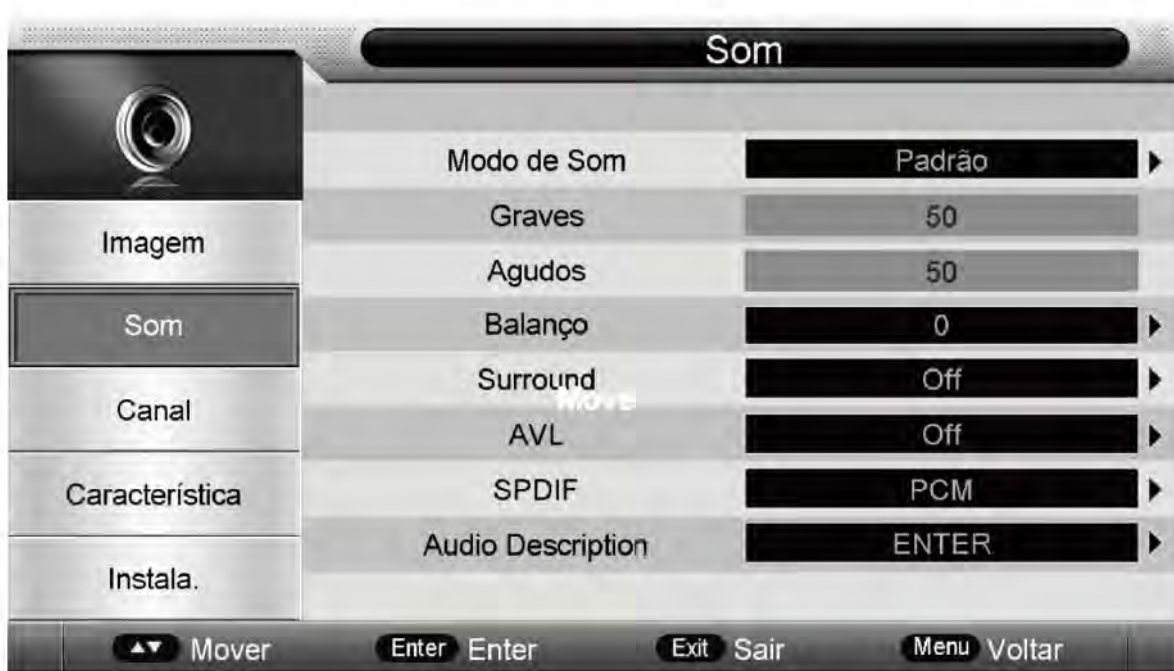 Som
Modo de Som Padrão
Graves 50
Agudos 50
Balanço 0
Surround Off
Move
AVL Off
SPDIF PCM
Audio Description ENTER
Imagem
Som
Canal
Característica
Instala.
Mover Enter Enter Exit Sair Menu Voltar